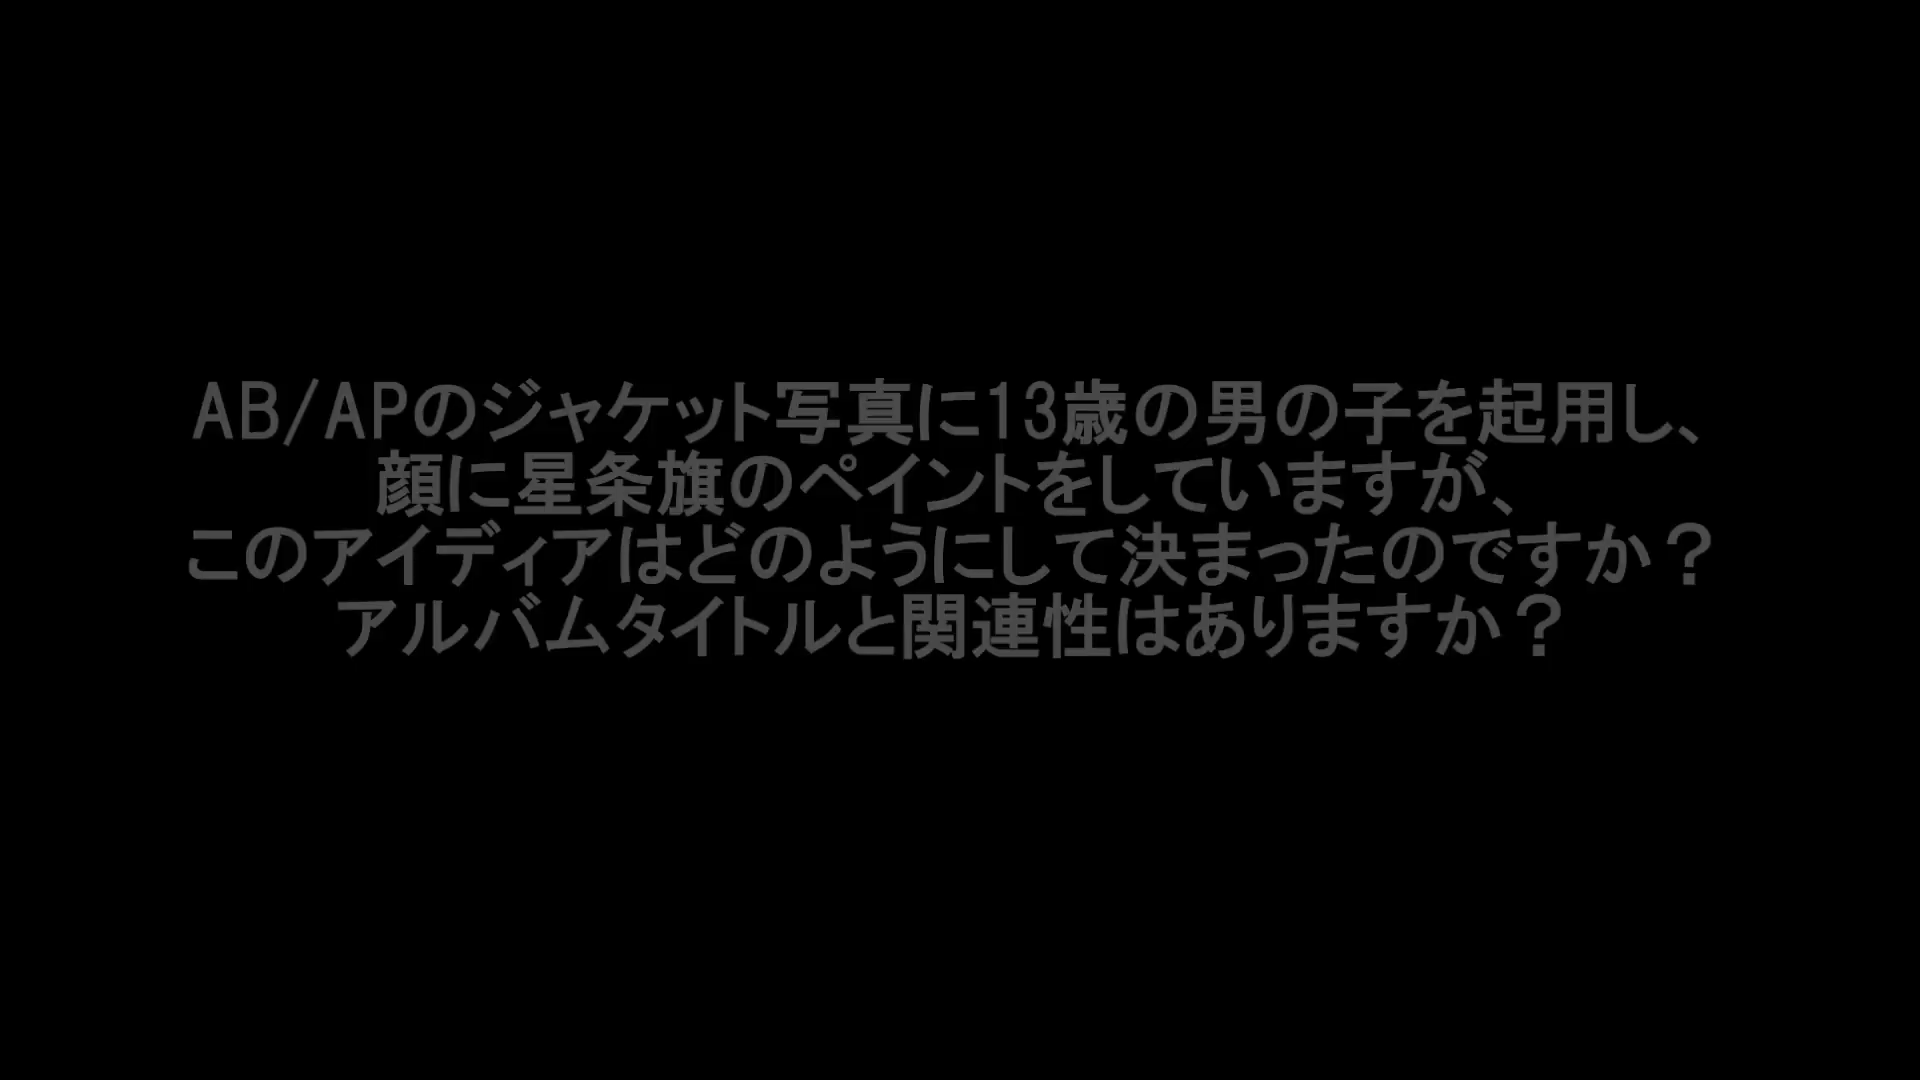 AB/APのジャケット写真に13歳の男の子を起用し、
顔に星条旗のペイントをしていますが、
このアイディアはどのようにして決まったのですか？
アルバムタイトルと関連性はありますか？